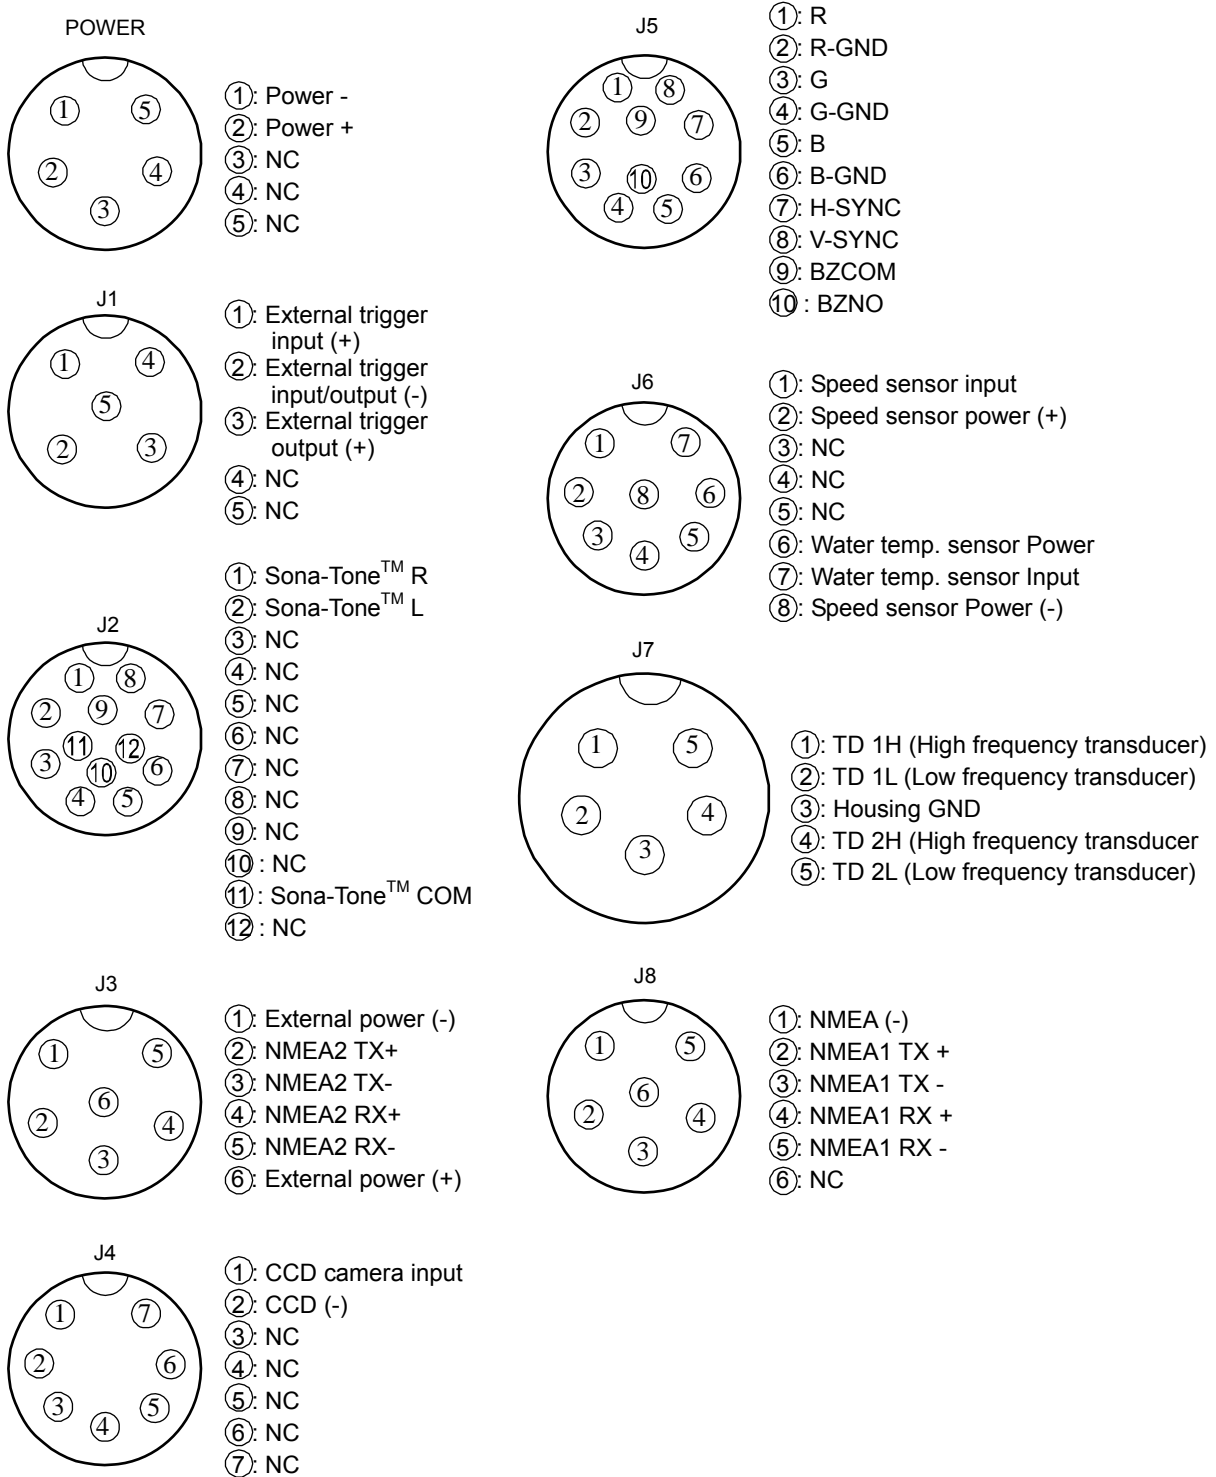 POWER
1
5
2
4
3
①: Power -
②: Power +
③: NC
④: NC
⑤: NC
J1
1
4
5
2
3
①: External trigger
input (+)
②: External trigger
input/output (-)
③: External trigger
output (+)
④: NC
⑤: NC
J2
1
8
2
9
7
11
12
3
10
6
4
5
①: Sona-Tone™ R
②: Sona-Tone™ L
③: NC
④: NC
⑤: NC
⑥: NC
⑦: NC
⑧: NC
⑨: NC
⑩ : NC
⑪: Sona-Tone™ COM
⑫ : NC
J3
1
5
6
2
4
3
①: External power (-)
②: NMEA2 TX+
③: NMEA2 TX-
④: NMEA2 RX+
⑤: NMEA2 RX-
⑥: External power (+)
J4
1
7
2
6
3
5
4
①: CCD camera input
②: CCD (-)
③: NC
④: NC
⑤: NC
⑥: NC
⑦: NC
J5
1
8
2
9
7
3
10
6
4
5
①: R
②: R-GND
③: G
④: G-GND
⑤: B
⑥: B-GND
⑦: H-SYNC
⑧: V-SYNC
⑨: BZCOM
⑩ : BZNO
J6
1
7
2
8
6
3
5
4
①: Speed sensor input
②: Speed sensor power (+)
③: NC
④: NC
⑤: NC
⑥: Water temp. sensor Power
⑦: Water temp. sensor Input
⑧: Speed sensor Power (-)
J7
1
5
2
4
3
①: TD 1H (High frequency transducer)
②: TD 1L (Low frequency transducer)
③: Housing GND
④: TD 2H (High frequency transducer
⑤: TD 2L (Low frequency transducer)
J8
1
5
6
2
4
3
①: NMEA (-)
②: NMEA1 TX +
③: NMEA1 TX -
④: NMEA1 RX +
⑤: NMEA1 RX -
⑥: NC